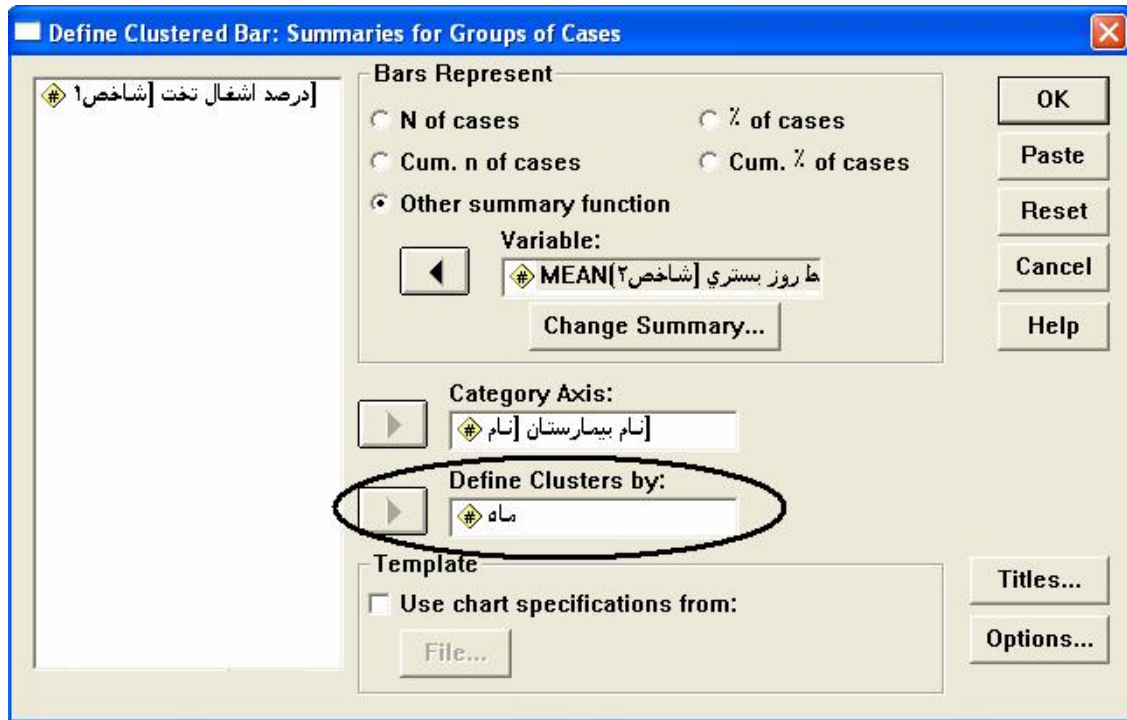 Define Clustered Bar: Summaries for Groups of Cases
درصد اشغال تخت [شاخص۱]
Bars Represent
N of cases
% of cases
Cum. n of cases
Cum. % of cases
Other summary function
Variable:
MEAN(ط روز بستري [شاخص۲
Change Summary...
Category Axis:
نام بيمارستان [نام]
Define Clusters by:
ماه
Template
Use chart specifications from:
File...
OK
Paste
Reset
Cancel
Help
Titles...
Options...